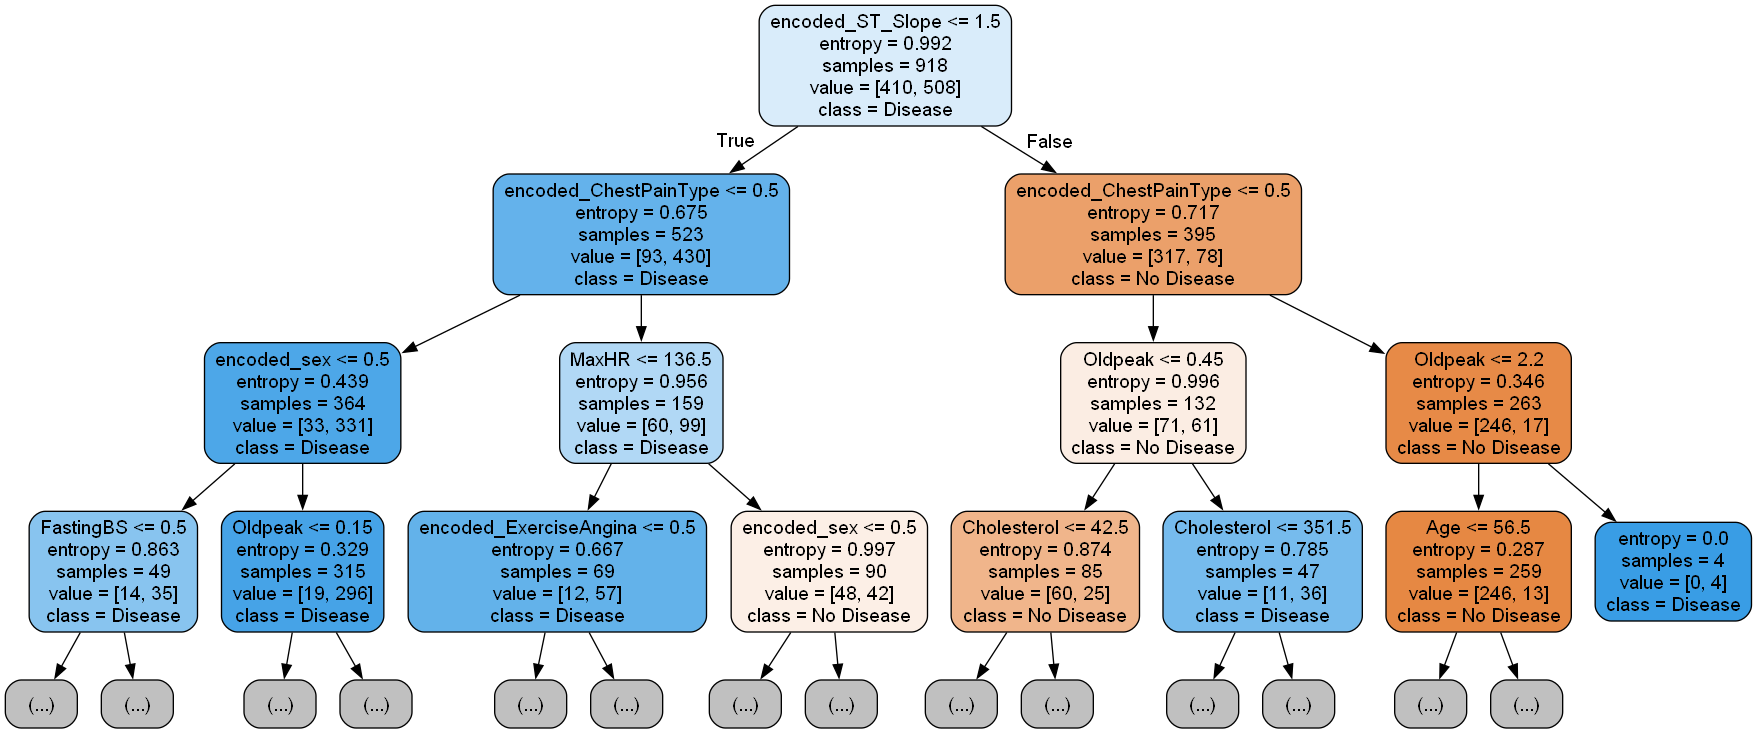 encoded_ST_Slope <= 1.5
entropy = 0.992
samples = 918
value = [410, 508]
class = Disease
True
False
encoded_ChestPainType <= 0.5
entropy = 0.675
samples = 523
value = [93, 430]
class = Disease
encoded_ChestPainType <= 0.5
entropy = 0.717
samples = 395
value = [317, 78]
class = No Disease
encoded_sex <= 0.5
entropy = 0.439
samples = 364
value = [33, 331]
class = Disease
MaxHR <= 136.5
entropy = 0.956
samples = 159
value = [60, 99]
class = Disease
Oldpeak <= 0.45
entropy = 0.996
samples = 132
value = [71, 61]
class = No Disease
Oldpeak <= 2.2
entropy = 0.346
samples = 263
value = [246, 17]
class = No Disease
FastingBS <= 0.5
entropy = 0.863
samples = 49
value = [14, 35]
class = Disease
Oldpeak <= 0.15
entropy = 0.329
samples = 315
value = [19, 296]
class = Disease
encoded_ExerciseAngina <= 0.5
entropy = 0.667
samples = 69
value = [12, 57]
class = Disease
encoded_sex <= 0.5
entropy = 0.997
samples = 90
value = [48, 42]
class = No Disease
Cholesterol <= 42.5
entropy = 0.874
samples = 85
value = [60, 25]
class = No Disease
Cholesterol <= 351.5
entropy = 0.785
samples = 47
value = [11, 36]
class = Disease
Age <= 56.5
entropy = 0.287
samples = 259
value = [246, 13]
class = No Disease
entropy = 0.0
samples = 4
value = [0, 4]
class = Disease
(...)
(...)
(...)
(...)
(...)
(...)
(...)
(...)
(...)
(...)
(...)
(...)
(...)
(...)